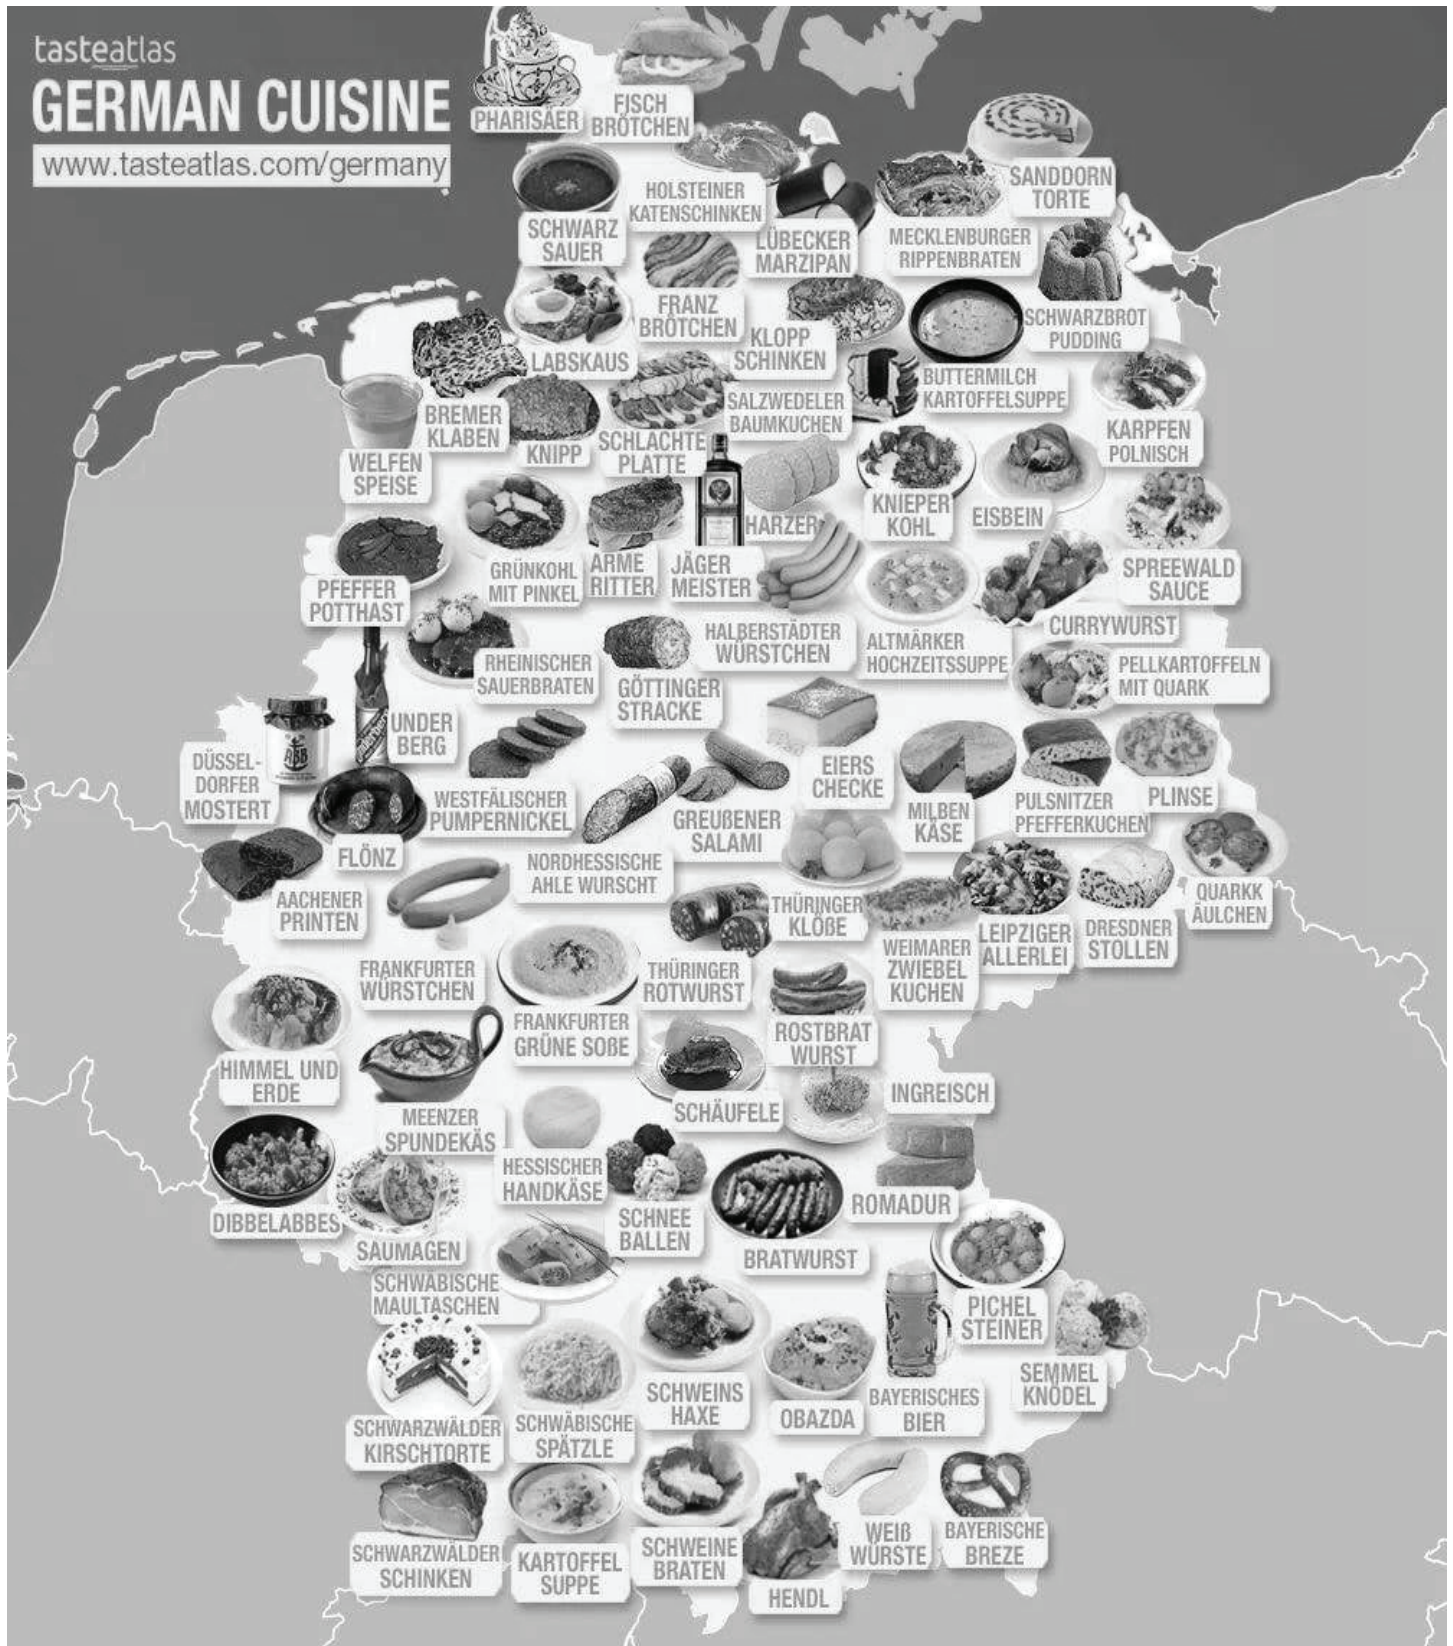 tasteatlas
GERMAN CUISINE
www.tasteatlas.com/germany
PHARISÄER
FISCH
BRÖTCHEN
SANDDORN
TORTE
HOLSTEINER
KATENSCHINKEN
SCHWARZ
SAUER
LÜBECKER
MARZIPAN
MECKLENBURGER
RIPPENBRATEN
FRANZ
BRÖTCHEN
KLOPP
SCHINKEN
SCHWARZBROT
PUDDING
LABSKAUS
BUTTERMILCH
KARTOFFELSUPPE
BREMER
KLABEN
KNIPP
SCHLACHTE
PLATTE
SALZWEDELER
BAUMKUCHEN
KARPFEN
POLNISCH
WELFEN
SPEISE
HARZER
KNIEPER
KOHL
EISBEIN
PFEFFER
POTTHAST
GRÜNKOHL
MIT PINKEL
ARME
RITTER
JÄGER
MEISTER
SPREEWALD
SAUCE
CURRYWURST
RHEINISCHER
SAUERBRATEN
GÖTTINGER
STRACKE
HALBERSTÄDTER
WÜRSTCHEN
ALTMÄRKER
HOCHZEITSSUPPE
PELLKARTOFFELN
MIT QUARK
UNDER
BERG
ABB
DÜSSEL-
DORFER
MOSTERT
WESTFÄLISCHER
PUMPERNICKEL
EIERS
CHECKE
MILBEN
KÄSE
PULSNITZER
PFEFFERKUCHEN
PLINSE
GREUßENER
SALAMI
FLÖNZ
NORDHESSISCHE
AHLE WURSCHT
AACHENER
PRINTEN
THÜRINGER
KLÖßE
QUARKK
ÄULCHEN
WEIMARER
ZWIEBEL
KUCHEN
LEIPZIGER
ALLERLEI
DRESDNER
STOLLEN
FRANKFURTER
WÜRSTCHEN
THÜRINGER
ROTWURST
FRANKFURTER
GRÜNE SOßE
ROSTBRAT
WURST
HIMMEL UND
ERDE
MEENZER
SPUNDEKÄS
SCHÄUFELE
INGREISCH
HESSISCHER
HANDKÄSE
DIBBELABBES
SCHNEE
BALLEN
ROMADUR
SAUMAGEN
BRATWURST
SCHWÄBISCHE
MAULTASCHEN
PICHEL
STEINER
SEMMEL
KNÖDEL
SCHWARZWÄLDER
KIRSCHTORTE
SCHWÄBISCHE
SPÄTZLE
SCHWEINS
HAXE
OBAZDA
BAYERISCHES
BIER
SCHWARZWÄLDER
SCHINKEN
KARTOFFEL
SUPPE
SCHWEINE
BRATEN
HENDL
WEIß
WÜRSTE
BAYERISCHE
BREZE